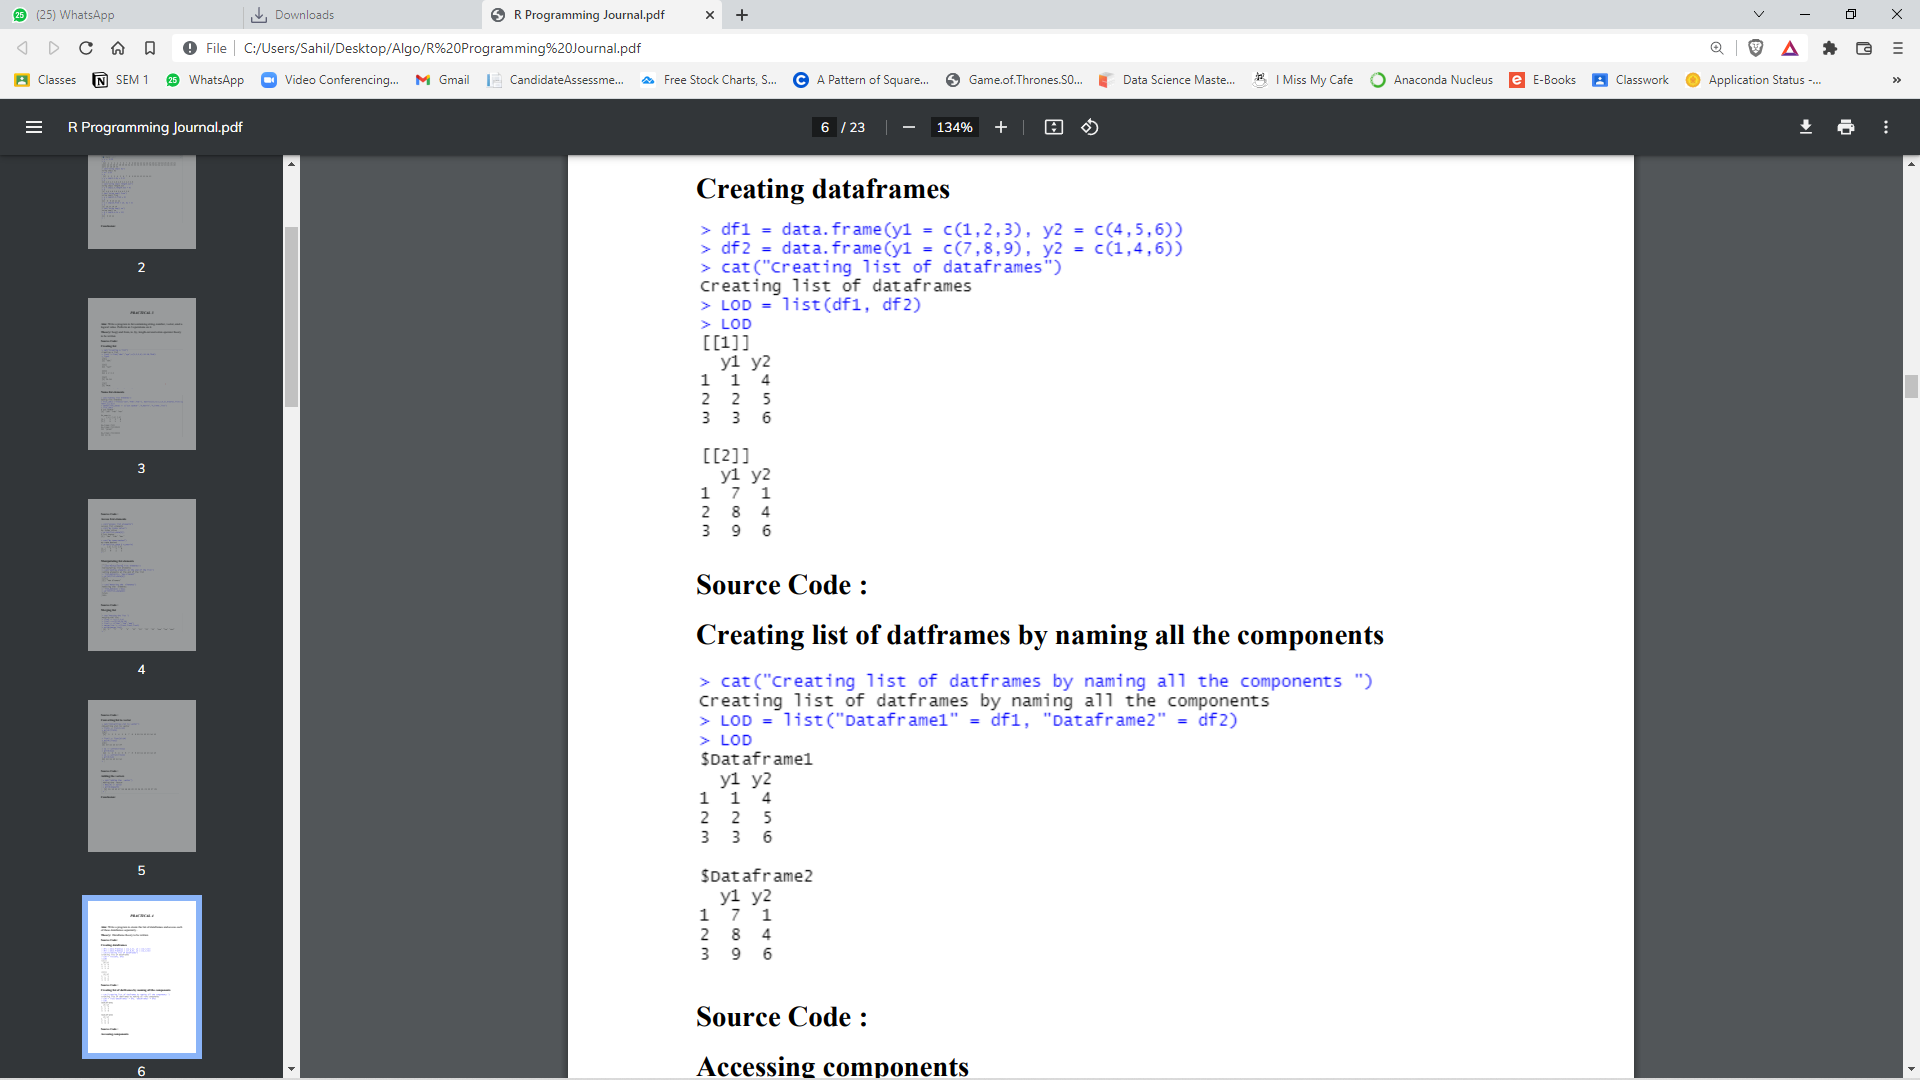 (25) WhatsApp
Downloads
R Programming Journal.pdf
File
C:/Users/Sahil/Desktop/Algo/R%20Programming%20Journal.pdf
Classes
SEM 1
WhatsApp
Video Conferencing...
Gmail
CandidateAssessme...
Free Stock Charts, S...
A Pattern of Square...
Game.of.Thrones.S0...
Data Science Maste...
I Miss My Cafe
Anaconda Nucleus
E-Books
Classwork
Application Status -...
»
R Programming Journal.pdf
6 / 23
134%
2
3
4
5
6
Creating dataframes
> df1 = data.frame(y1 = c(1,2,3), y2 = c(4,5,6))
> df2 = data.frame(y1 = c(7,8,9), y2 = c(1,4,6))
> cat("Creating list of dataframes")
Creating list of dataframes
> LOD = list(df1, df2)
> LOD
[[1]]
y1 y2
1 1 4
2 2 5
3 3 6
[[2]]
y1 y2
1 7 1
2 8 4
3 9 6
Source Code :
Creating list of datframes by naming all the components
> cat("Creating list of datframes by naming all the components ")
Creating list of datframes by naming all the components
> LOD = list("Dataframe1" = df1, "Dataframe2" = df2)
> LOD
$Dataframe1
y1 y2
1 1 4
2 2 5
3 3 6
$Dataframe2
y1 y2
1 7 1
2 8 4
3 9 6
Source Code :
Accessing components